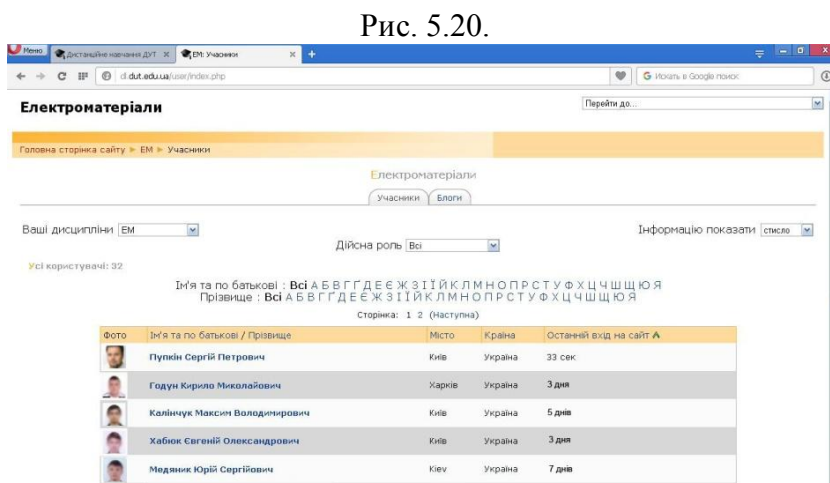 Рис. 5.20.
Меню Дистанційне навчання ДУТ EM: Учасники
dl.dut.edu.ua/user/index.php Искать в Google поиск
Електроматеріали Перейти до...
Головна сторінка сайту ► EM ► Учасники
Електроматеріали
Учасники Блоги
Ваші дисципліни EM Інформацію показати стисло
Дійсна роль Всі
Усі користувачі: 32
Ім'я та по батькові : Всі А Б В Г Ґ Д Е Є Ж З І Ї Й К Л М Н О П Р С Т У Ф Х Ц Ч Ш Щ Ю Я
Прізвище : Всі А Б В Г Ґ Д Е Є Ж З І Ї Й К Л М Н О П Р С Т У Ф Х Ц Ч Ш Щ Ю Я
Сторінка: 1 2 (Наступна)
Фото Ім'я та по батькові / Прізвище Місто Країна Останній вхід на сайт
Пупкін Сергій Петрович Київ Україна 33 сек
Годун Кирило Миколайович Харків Україна 3 дня
Калінчук Максим Володимирович Київ Україна 5 днів
Хабюк Євгеній Олександрович Київ Україна 3 дня
Медяник Юрій Сергійович Kiev Україна 7 днів